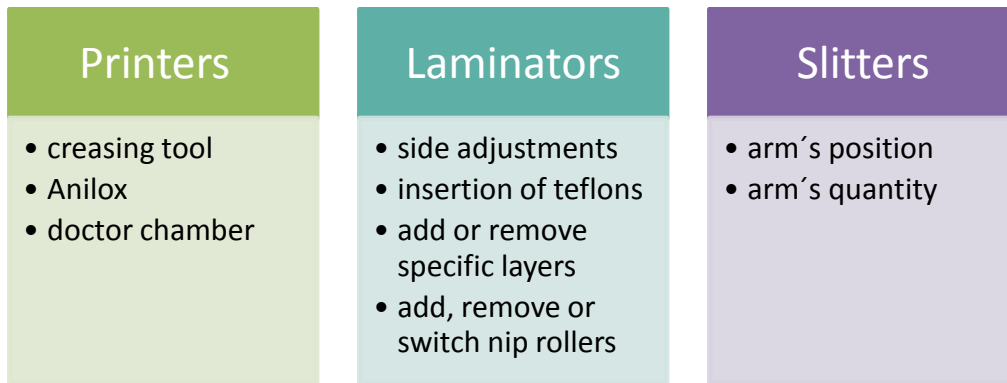 Printers
• creasing tool
• Anilox
• doctor chamber
Laminators
• side adjustments
• insertion of teflons
• add or remove
specific layers
• add, remove or
switch nip rollers
Slitters
• arm´s position
• arm´s quantity